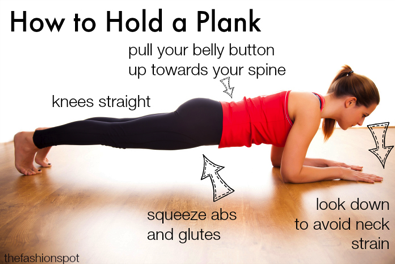 How to Hold a Plank
pull your belly button
up towards your spine
knees straight
squeeze abs
and glutes
look down
to avoid neck
strain
thefashionspot